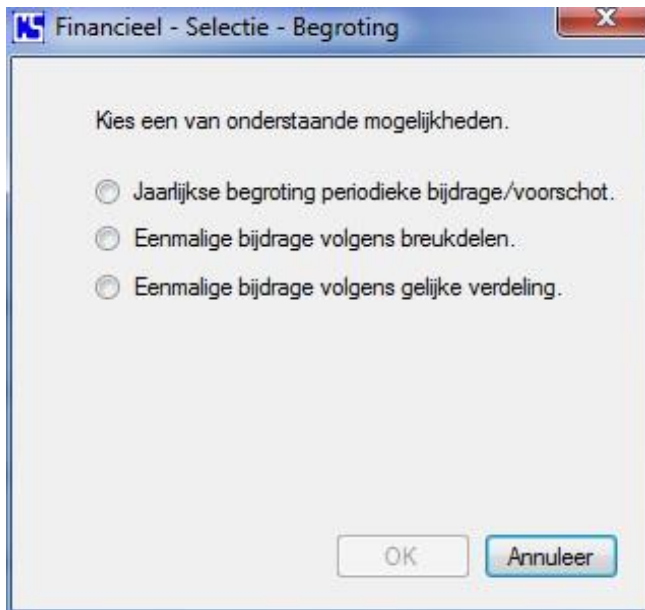 KS Financieel - Selectie - Begroting
Kies een van onderstaande mogelijkheden.
Jaarlijkse begroting periodieke bijdrage/voorschot.
Eenmalige bijdrage volgens breukdelen.
Eenmalige bijdrage volgens gelijke verdeling.
OK Annuleer